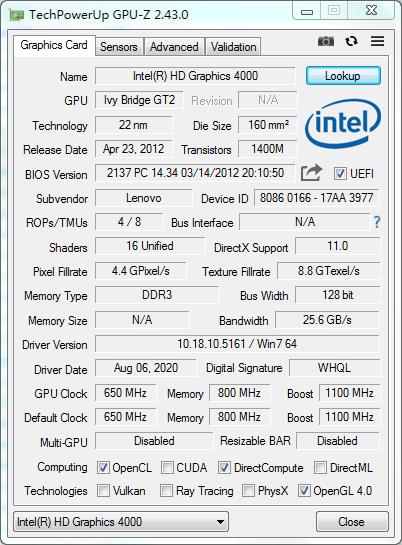 TechPowerUp GPU-Z 2.43.0
Graphics Card Sensors Advanced Validation
Name Intel(R) HD Graphics 4000 Lookup
GPU Ivy Bridge GT2 Revision N/A
intel
Technology 22 nm Die Size 160 mm²
Release Date Apr 23, 2012 Transistors 1400M
BIOS Version 2137 PC 14.34 03/14/2012 20:10:50 UEFI
Subvendor Lenovo Device ID 8086 0166 - 17AA 3977
ROPs/TMUs 4 / 8 Bus Interface N/A ?
Shaders 16 Unified DirectX Support 11.0
Pixel Fillrate 4.4 GPixel/s Texture Fillrate 8.8 GTexel/s
Memory Type DDR3 Bus Width 128 bit
Memory Size N/A Bandwidth 25.6 GB/s
Driver Version 10.18.10.5161 / Win7 64
Driver Date Aug 06, 2020 Digital Signature WHQL
GPU Clock 650 MHz Memory 800 MHz Boost 1100 MHz
Default Clock 650 MHz Memory 800 MHz Boost 1100 MHz
Multi-GPU Disabled Resizable BAR Disabled
Computing OpenCL CUDA DirectCompute DirectML
Technologies Vulkan Ray Tracing PhysX OpenGL 4.0
Intel(R) HD Graphics 4000 Close